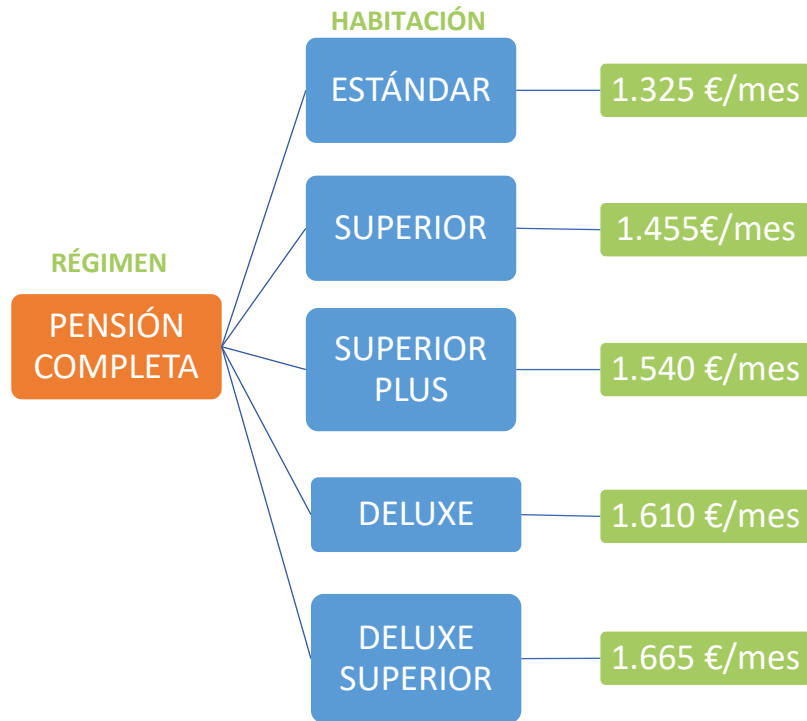 HABITACIÓN
ESTÁNDAR
1.325 €/mes
SUPERIOR
1.455€/mes
RÉGIMEN
PENSIÓN
COMPLETA
SUPERIOR
PLUS
1.540 €/mes
DELUXE
1.610 €/mes
DELUXE
SUPERIOR
1.665 €/mes